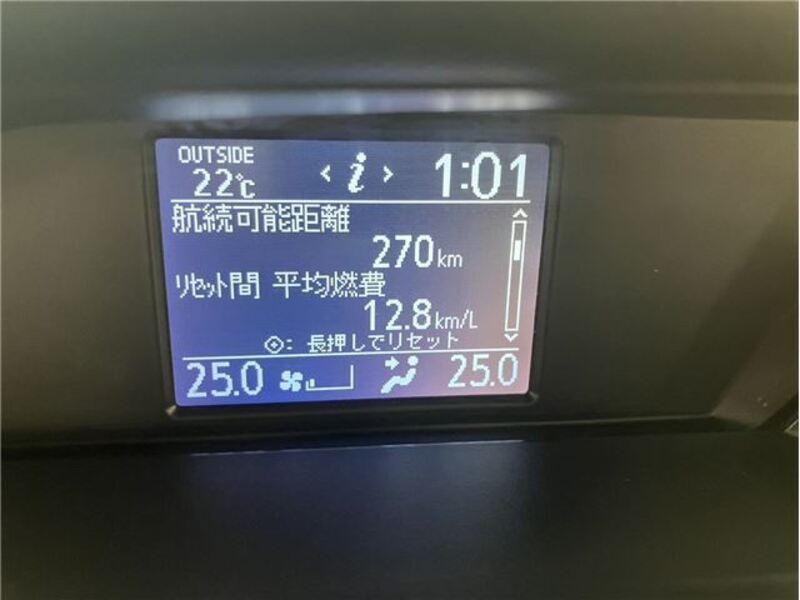 OUTSIDE
22℃ < i > 1:01
航続可能距離
270km
リセット間 平均燃費
12.8km/L
: 長押しでリセット
25.0 25.0